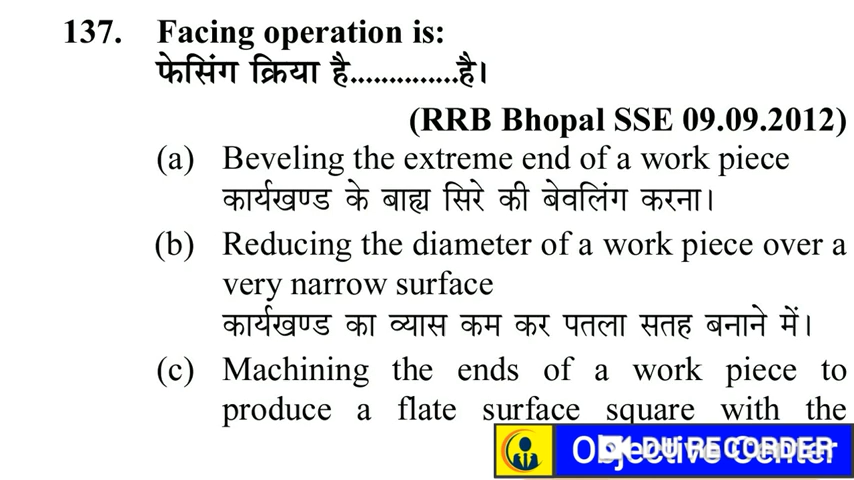 137. Facing operation is:
फेसिंग क्रिया है..............है।
(RRB Bhopal SSE 09.09.2012)
(a) Beveling the extreme end of a work piece
कार्यखण्ड के बाह्य सिरे की बेवलिंग करना।
(b) Reducing the diameter of a work piece over a
very narrow surface
कार्यखण्ड का व्यास कम कर पतला सतह बनाने में।
(c) Machining the ends of a work piece to
produce a flate surface square with the
Objective Center
DU RECORDER